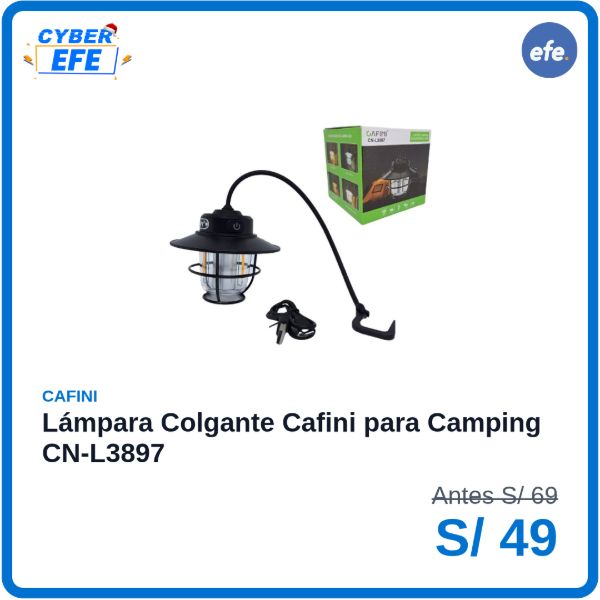 CYBER
EFE
efe.
CAFINI
CN-L3897
CAFINI
Lámpara Colgante Cafini para Camping
CN-L3897
Antes S/ 69
S/ 49